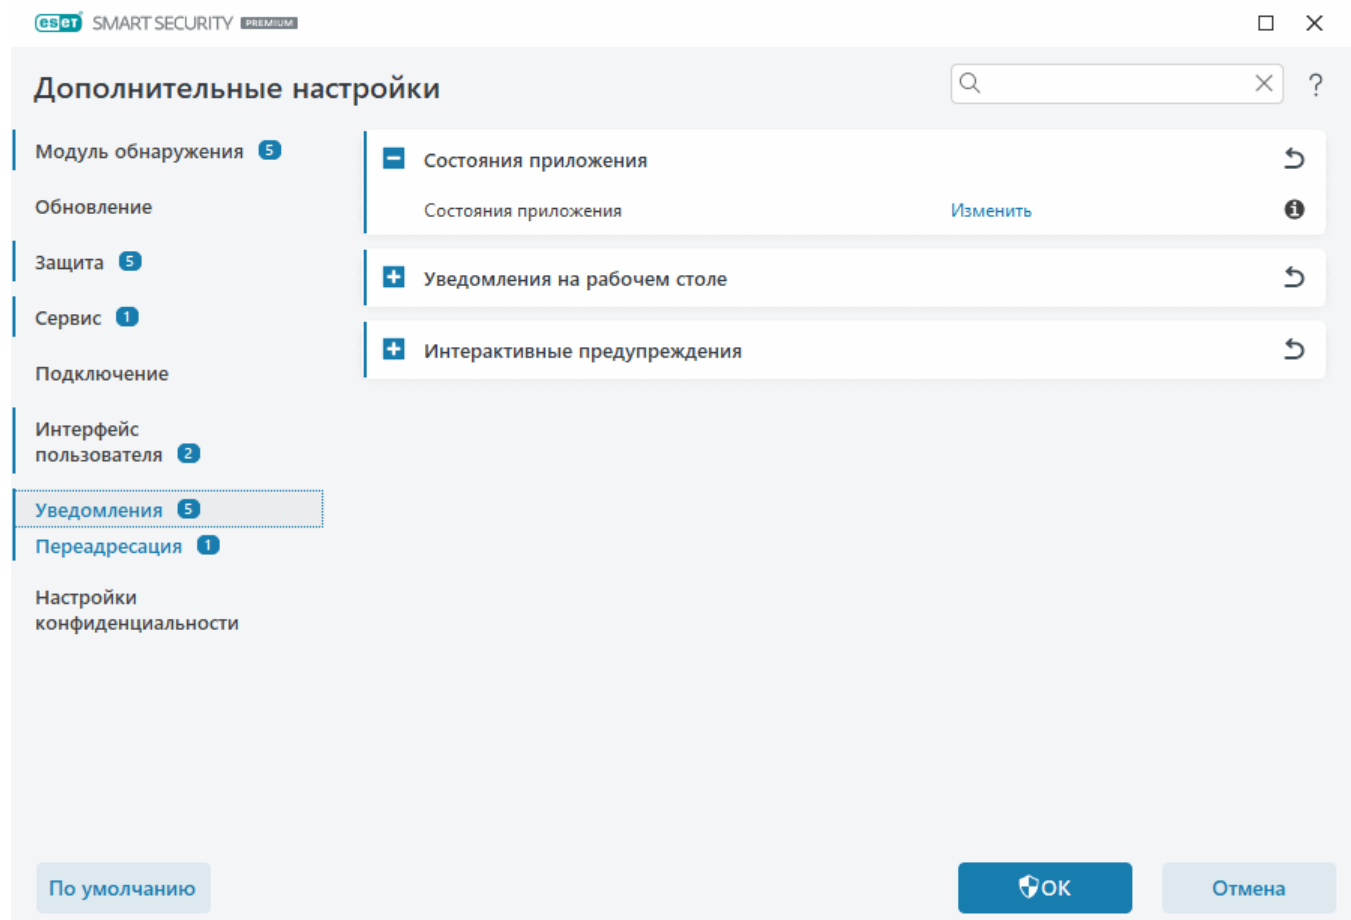 eset SMART SECURITY PREMIUM
Дополнительные настройки
?
Модуль обнаружения 5
Обновление
Защита 5
Сервис 1
Подключение
Интерфейс
пользователя 2
Уведомления 5
Переадресация 1
Настройки
конфиденциальности
Состояния приложения
Состояния приложения Изменить
Уведомления на рабочем столе
Интерактивные предупреждения
По умолчанию
ОК
Отмена